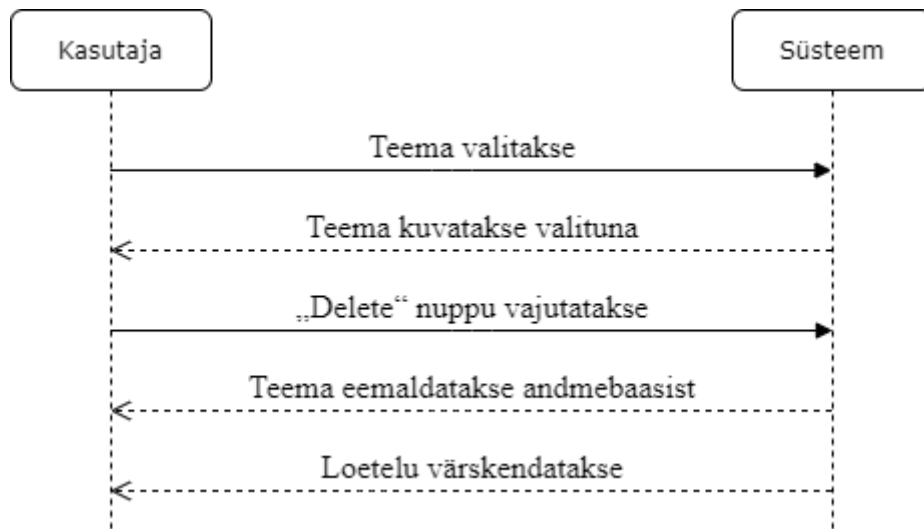 Kasutaja
Süsteem
Teema valitakse
Teema kuvatakse valituna
„Delete“ nuppu vajutatakse
Teema eemaldatakse andmebaasist
Loetelu värskendatakse